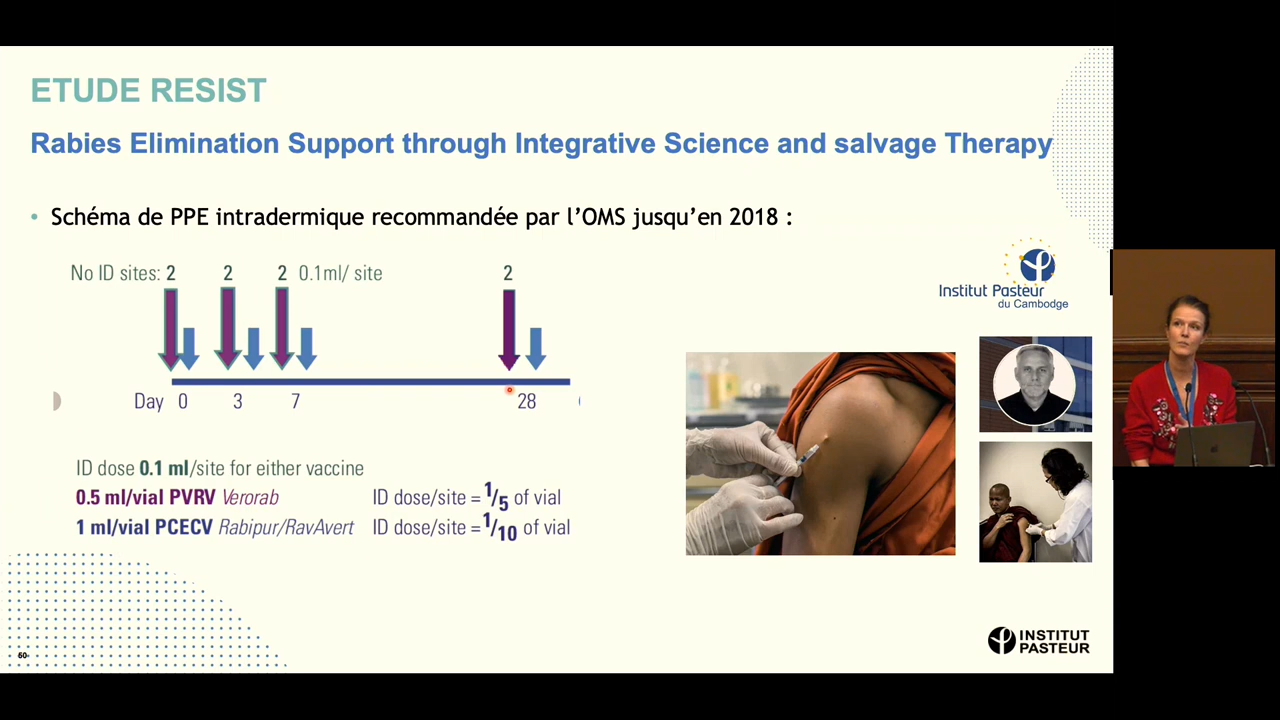 ETUDE RESIST
Rabies Elimination Support through Integrative Science and salvage Therapy
• Schéma de PPE intradermique recommandée par l’OMS jusqu’en 2018 :
No ID sites: 2 2 2 0.1ml/ site 2
Day 0 3 7 28
ID dose 0.1 ml/site for either vaccine
0.5 ml/vial PVRV Verorab ID dose/site = 1/5 of vial
1 ml/vial PCECV Rabipur/RavAvert ID dose/site = 1/10 of vial
Institut Pasteur
du Cambodge
INSTITUT
PASTEUR
50